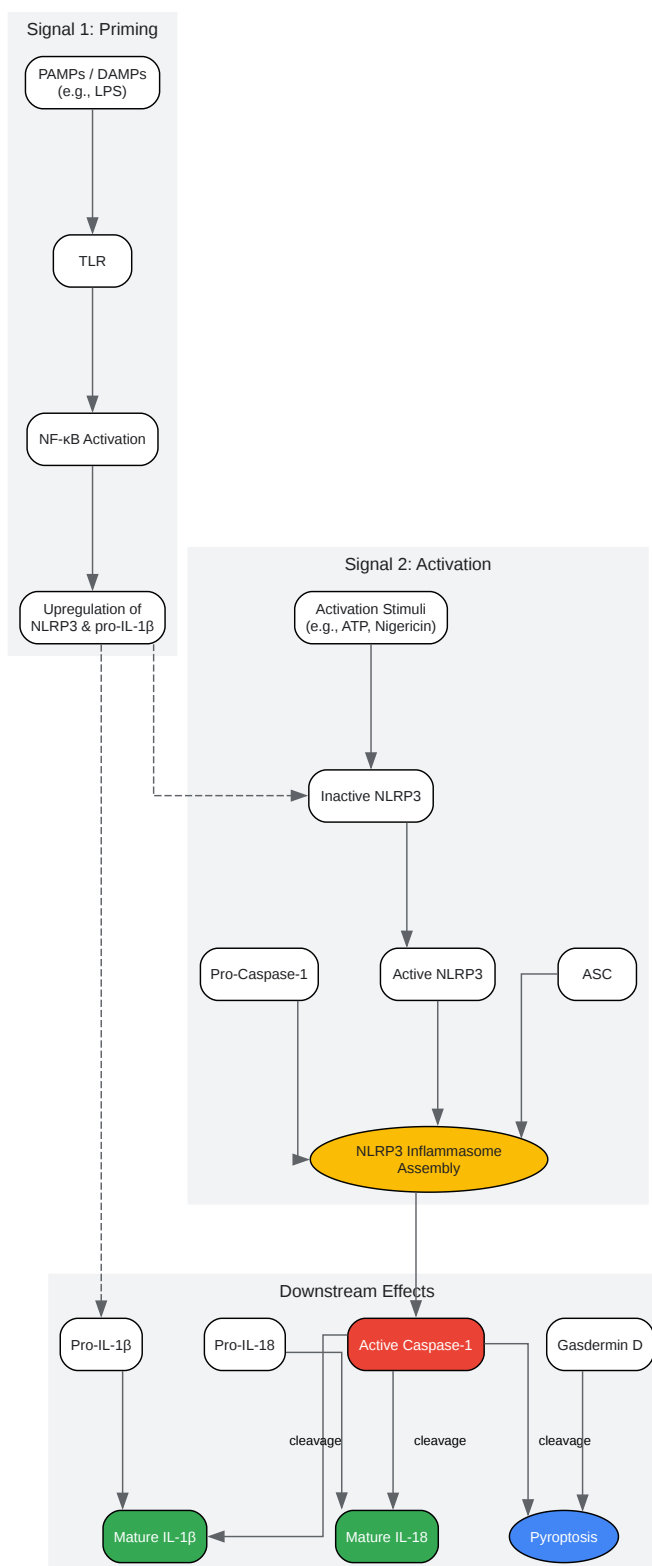 Signal 1: Priming
PAMPs / DAMPs
(e.g., LPS)
TLR
NF-κB Activation
Upregulation of
NLRP3 & pro-IL-1β
Signal 2: Activation
Activation Stimuli
(e.g., ATP, Nigericin)
Inactive NLRP3
Pro-Caspase-1
Active NLRP3
ASC
NLRP3 Inflammasome
Assembly
Downstream Effects
Pro-IL-1β
Pro-IL-18
Active Caspase-1
Gasdermin D
cleavage
cleavage
cleavage
Mature IL-1β
Mature IL-18
Pyroptosis